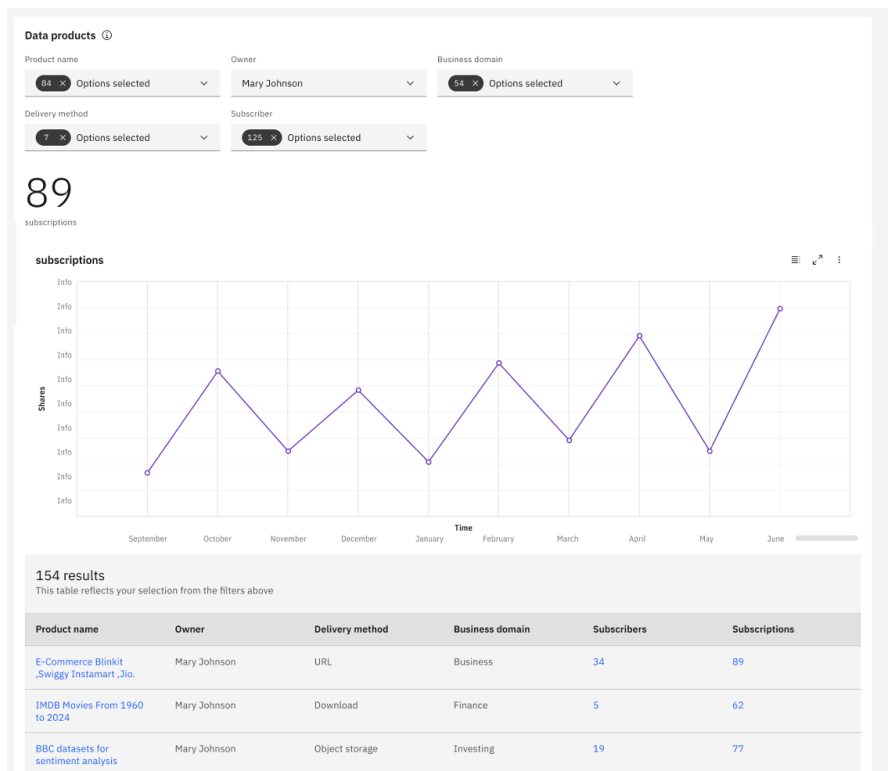 Data products
Product name
Owner
Business domain
84 × Options selected
Mary Johnson
54 × Options selected
Delivery method
Subscriber
7 × Options selected
125 × Options selected
89
subscriptions
subscriptions
Info
Info
Info
Info
Info
Info
Info
Info
Info
Info
Shares
Time
September October November December January February March April May June
154 results
This table reflects your selection from the filters above
Product name Owner Delivery method Business domain Subscribers Subscriptions
E-Commerce Blinkit
,Swiggy Instamart ,Jio.
Mary Johnson URL Business 34 89
IMDB Movies From 1960
to 2024
Mary Johnson Download Finance 5 62
BBC datasets for
sentiment analysis
Mary Johnson Object storage Investing 19 77